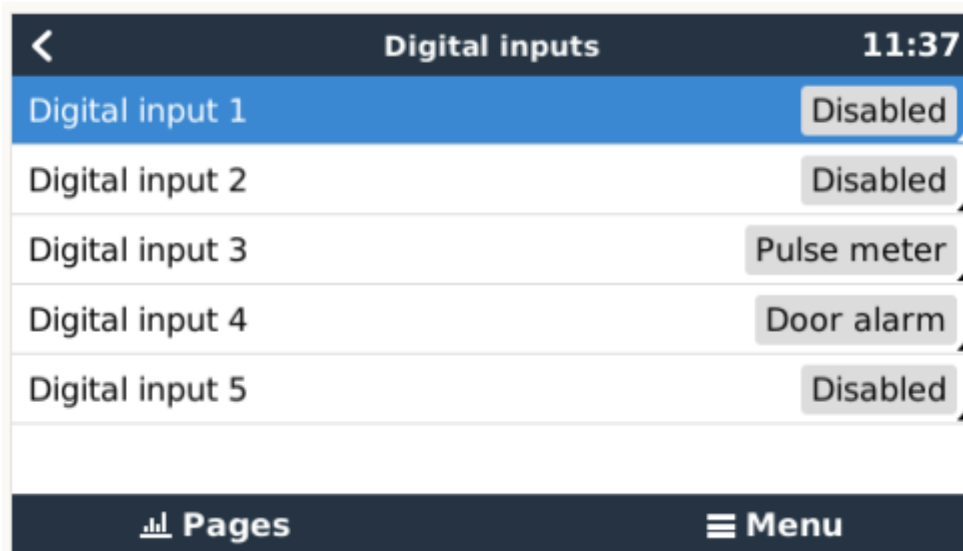 Digital inputs 11:37
Digital input 1 Disabled
Digital input 2 Disabled
Digital input 3 Pulse meter
Digital input 4 Door alarm
Digital input 5 Disabled
Pages Menu